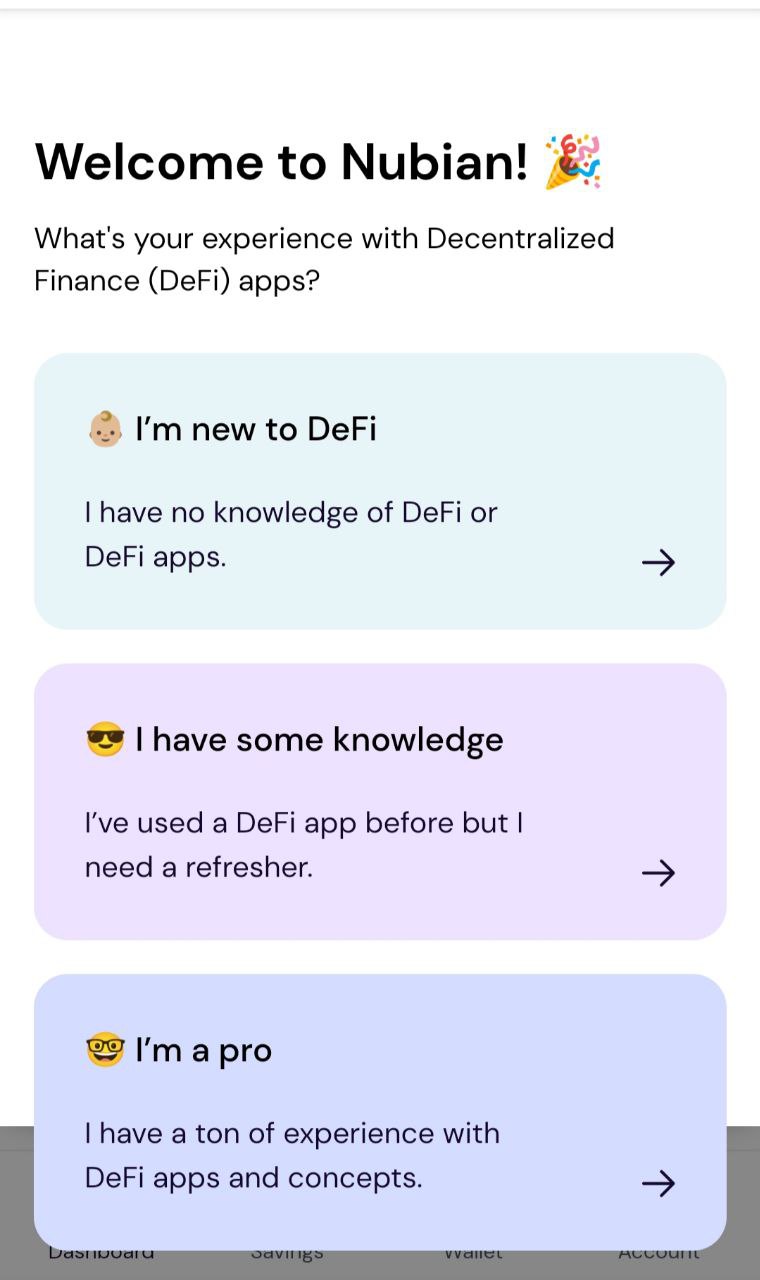 Welcome to Nubian! 🎉
What's your experience with Decentralized
Finance (DeFi) apps?
👶🏼 I’m new to DeFi
I have no knowledge of DeFi or
DeFi apps.
😎 I have some knowledge
I’ve used a DeFi app before but I
need a refresher.
🤓 I’m a pro
I have a ton of experience with
DeFi apps and concepts.
Dashboard Savings Wallet Account